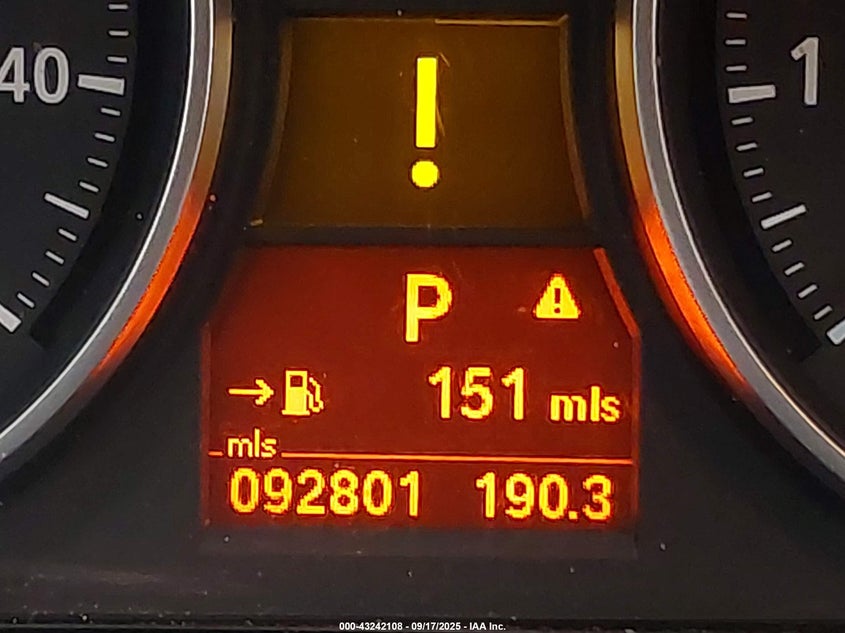 40
1
!
P
151 mls
mls
092801 190.3
000-43242108 - 09/17/2025 - IAA Inc.